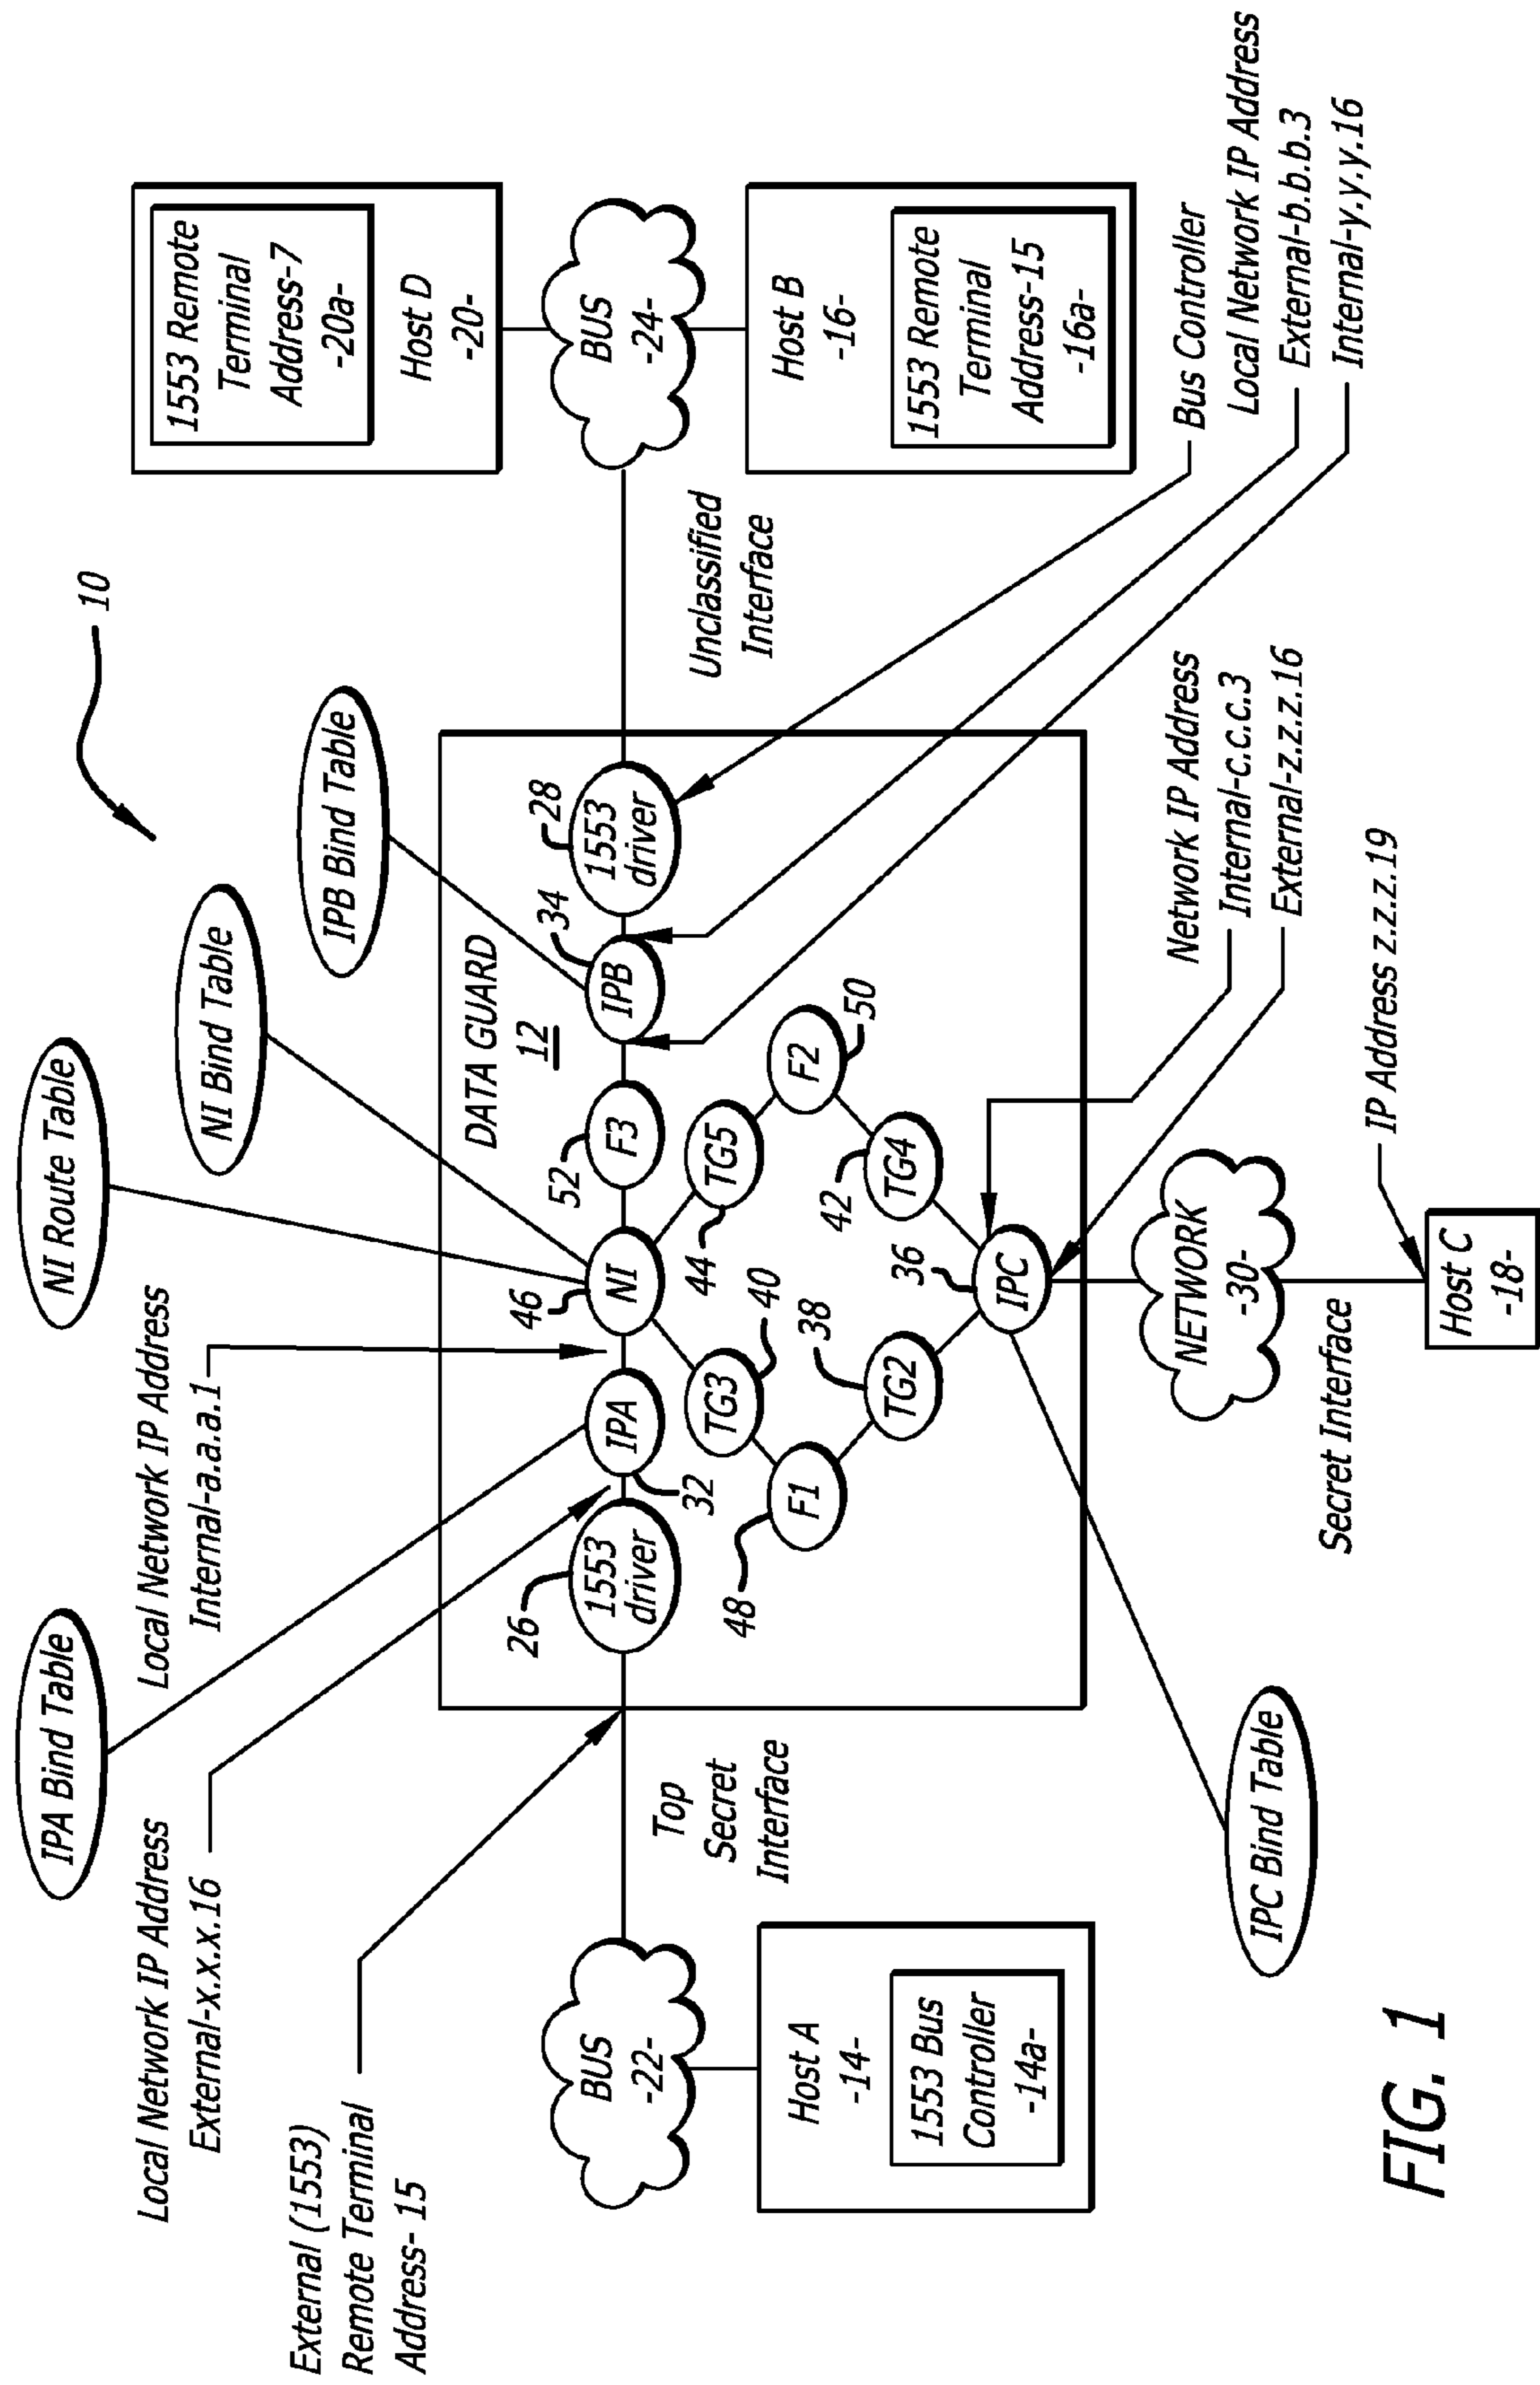 10
NI Route Table
NI Bind Table
IPA Bind Table
IPB Bind Table
Local Network IP Address
Internal-a.a.a.1
Local Network IP Address
External-x.x.x.16
External (1553)
Remote Terminal
Address- 15
1553 Remote
Terminal
Address-7
-20a-
Host D
-20-
DATA GUARD
12
BUS
-22-
Top
Secret
Interface
26
1553
driver
32
IPA
46
NI
52
F3
34
IPB
28
1553
driver
Unclassified
Interface
BUS
-24-
Host A
-14-
1553 Bus
Controller
-14a-
40
TG3
44
TG5
48
F1
F2
50
38
TG2
42
TG4
36
IPC
Host B
-16-
1553 Remote
Terminal
Address-15
-16a-
Bus Controller
Local Network IP Address
External-b.b.b.3
Internal-y.y.y.16
Network IP Address
Internal-c.c.c.3
External-z.z.z.16
IPC Bind Table
NETWORK
-30-
Secret Interface
IP Address z.z.z.19
Host C
-18-
FIG. 1